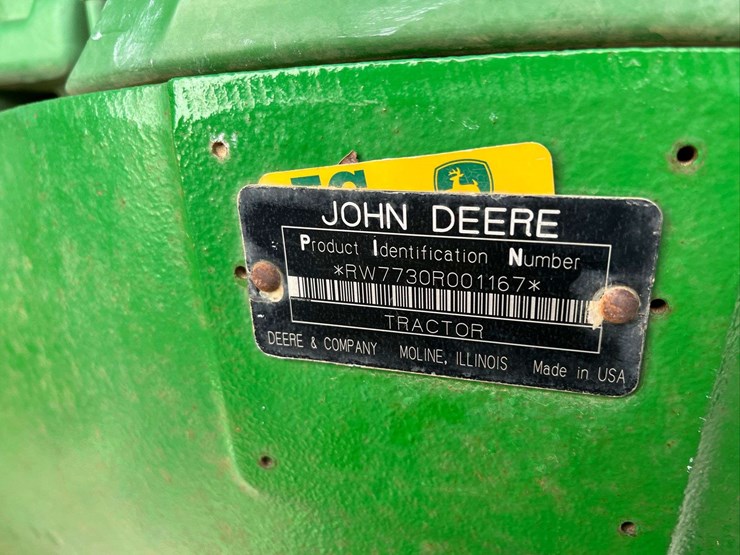 JOHN DEERE
Product Identification Number
*RW7730R001167*
TRACTOR
DEERE & COMPANY MOLINE, ILLINOIS Made in USA